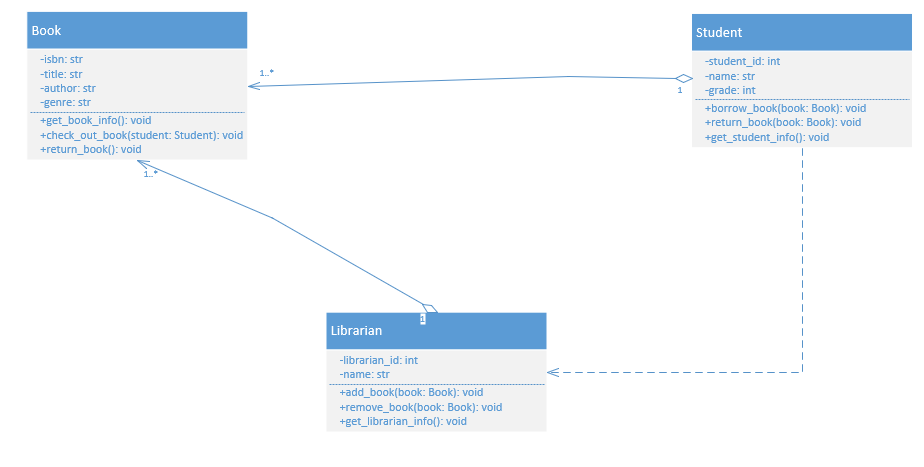 Book
-isbn: str
-title: str
-author: str
-genre: str
+get_book_info(): void
+check_out_book(student: Student): void
+return_book(): void
1..*
1
Student
-student_id: int
-name: str
-grade: int
+borrow_book(book: Book): void
+return_book(book: Book): void
+get_student_info(): void
1..*
1
Librarian
-librarian_id: int
-name: str
+add_book(book: Book): void
+remove_book(book: Book): void
+get_librarian_info(): void